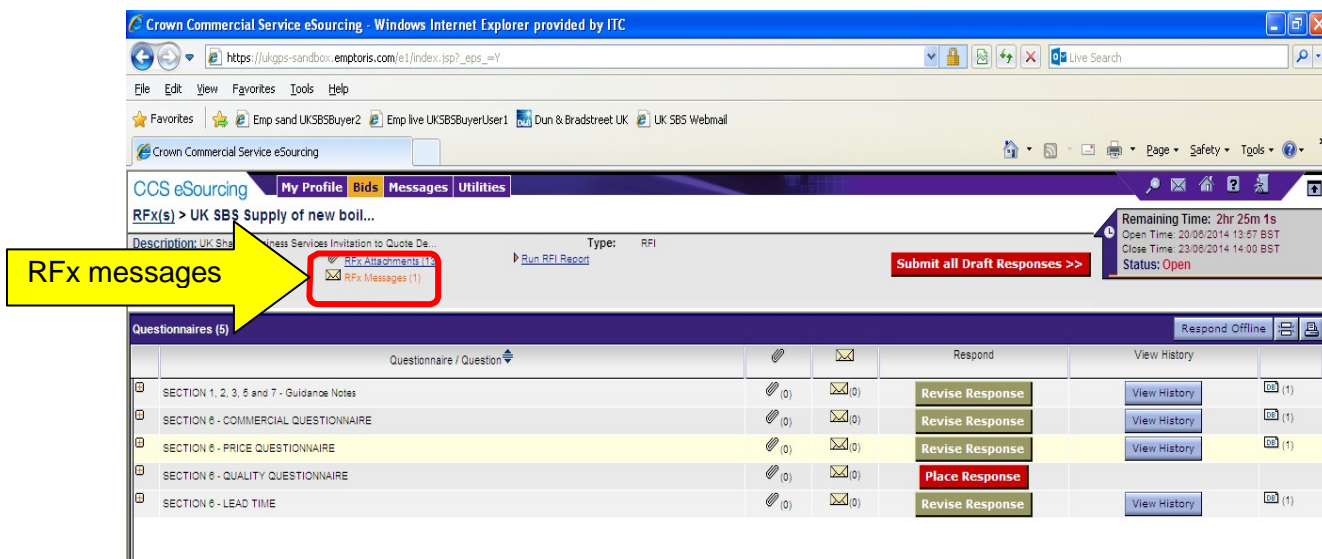 Crown Commercial Service eSourcing - Windows Internet Explorer provided by ITC
https://ukgps-sandbox.emptoris.com/e1/index.jsp?_eps_=Y
Live Search
File Edit View Favorites Tools Help
Favorites Emp sand UKSBSBuyer2 Emp live UKSBSBuyerUser1 Dun & Bradstreet UK UK SBS Webmail
Crown Commercial Service eSourcing
Page Safety Tools
CCS eSourcing My Profile Bids Messages Utilities
RFx(s) > UK SBS Supply of new boil...
Remaining Time: 2hr 25m 1s
Open Time: 20/06/2014 13:57 BST
Close Time: 23/06/2014 14:00 BST
Status: Open
Description: UK Sha Business Services Invitation to Quote De...
Type: RFI
RFx Attachments (13
Run RFI Report
RFx Messages (1)
Submit all Draft Responses >>
RFx messages
Questionnaires (5)
Respond Offline
Questionnaire / Question Respond View History
SECTION 1, 2, 3, 5 and 7 - Guidance Notes (0) (0) Revise Response View History (1)
SECTION 6 - COMMERCIAL QUESTIONNAIRE (0) (0) Revise Response View History (1)
SECTION 6 - PRICE QUESTIONNAIRE (0) (0) Revise Response View History (1)
SECTION 6 - QUALITY QUESTIONNAIRE (0) (0) Place Response
SECTION 6 - LEAD TIME (0) (0) Revise Response View History (1)